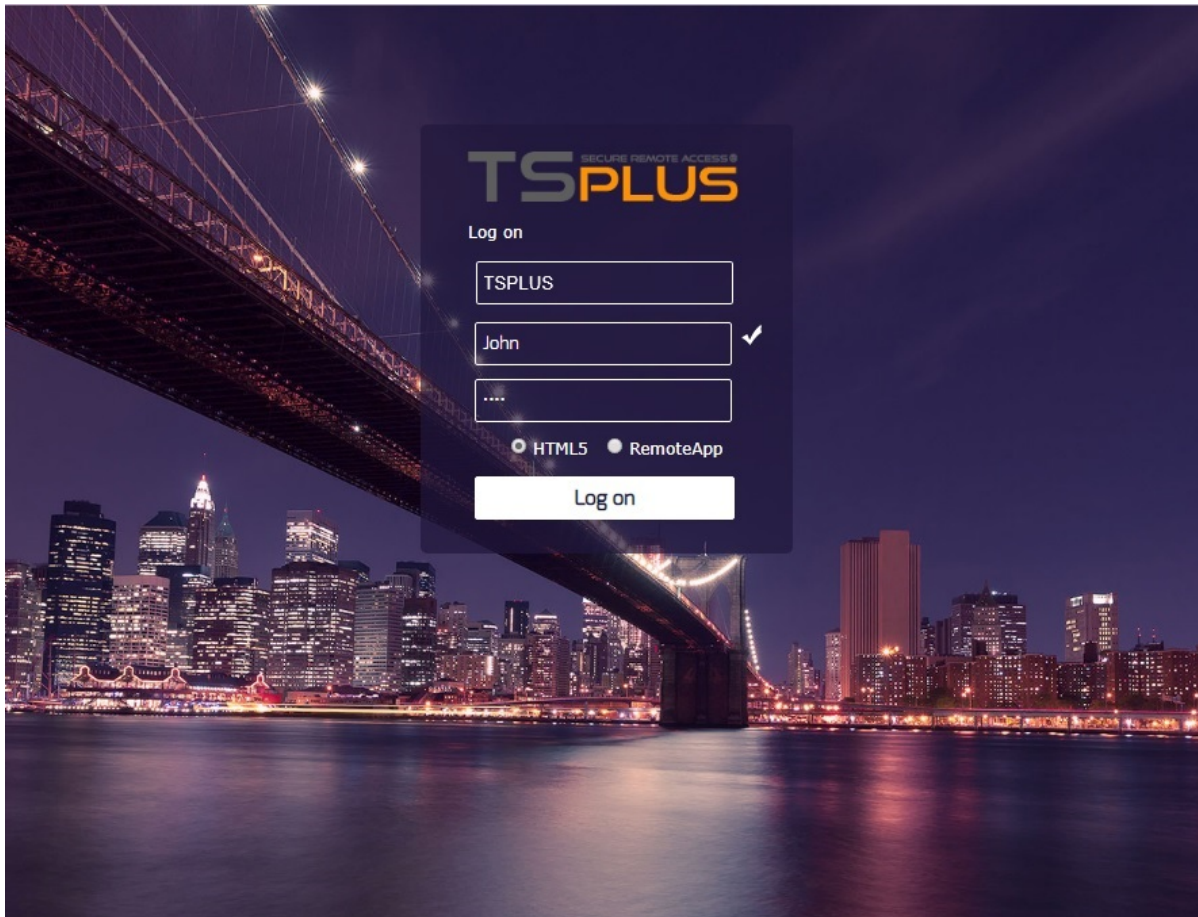 SECURE REMOTE ACCESS®
TSPLUS
Log on
TSPLUS
John
····
HTML5 RemoteApp
Log on